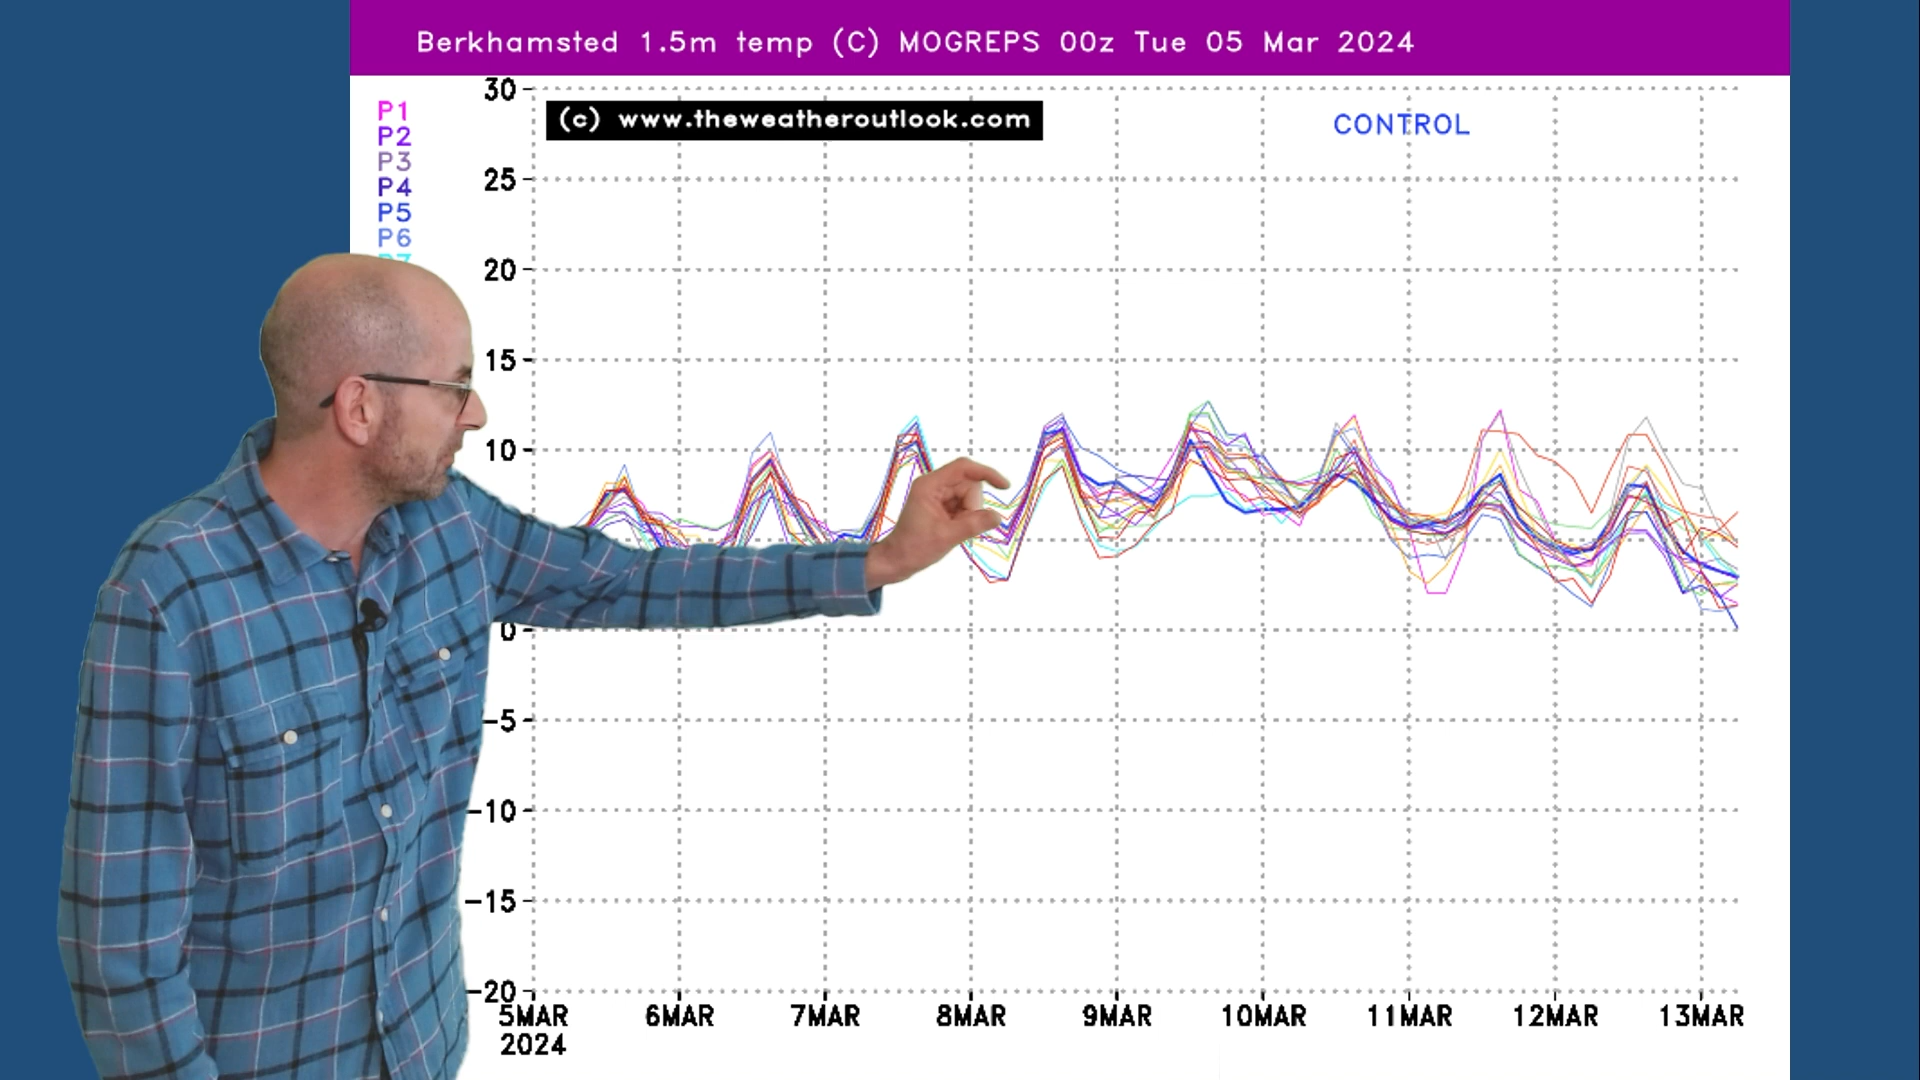 Berkhamsted 1.5m temp (C) MOGREPS 00z Tue 05 Mar 2024
(c) www.theweatheroutlook.com
CONTROL
P1
P2
P3
P4
P5
P6
P7
30
25
20
15
10
0
-5
-10
-15
-20
5MAR 6MAR 7MAR 8MAR 9MAR 10MAR 11MAR 12MAR 13MAR
2024